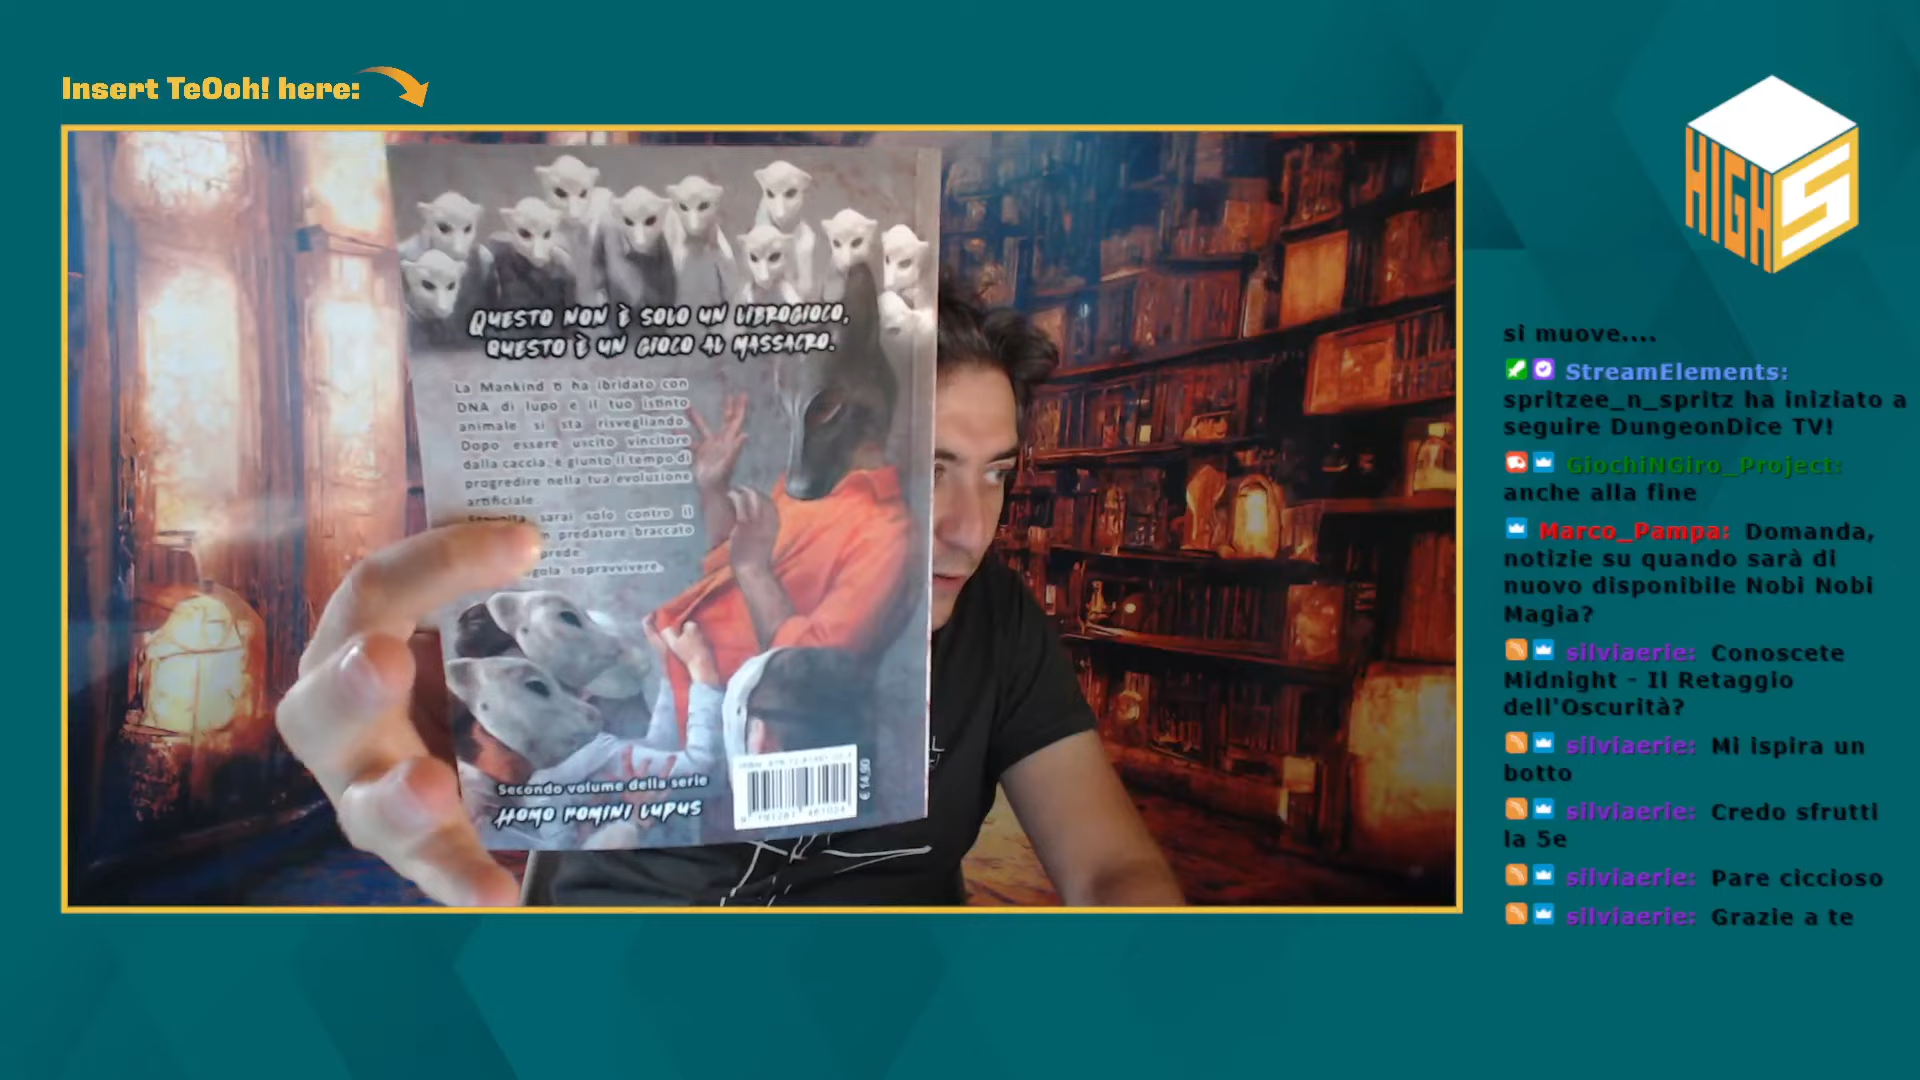 Insert TeOoh! here:
HIGH 5
QUESTO NON È SOLO UN LIBROGIOCO,
QUESTO È UN GIOCO AL MASSACRO.
La Mankind ti ha ibridato con
DNA di lupo e il tuo istinto
animale si sta risvegliando.
Dopo essere uscito vincitore
dalla caccia, è giunto il tempo di
progredire nella tua evoluzione
artificiale.
sarai solo contro il
predatore braccato
prede.
sopravvivere.
Secondo volume della serie
HOMO HOMINI LUPUS
€ 14,90
si muove....
StreamElements:
spritzee_n_spritz ha iniziato a
seguire DungeonDice TV!
GiochiNGiro_Project:
anche alla fine
Marco_Pampa: Domanda,
notizie su quando sarà di
nuovo disponibile Nobi Nobi
Magia?
silviaerie: Conoscete
Midnight - Il Retaggio
dell'Oscurità?
silviaerie: Mi ispira un
botto
silviaerie: Credo sfrutti
la 5e
silviaerie: Pare ciccioso
silviaerie: Grazie a te